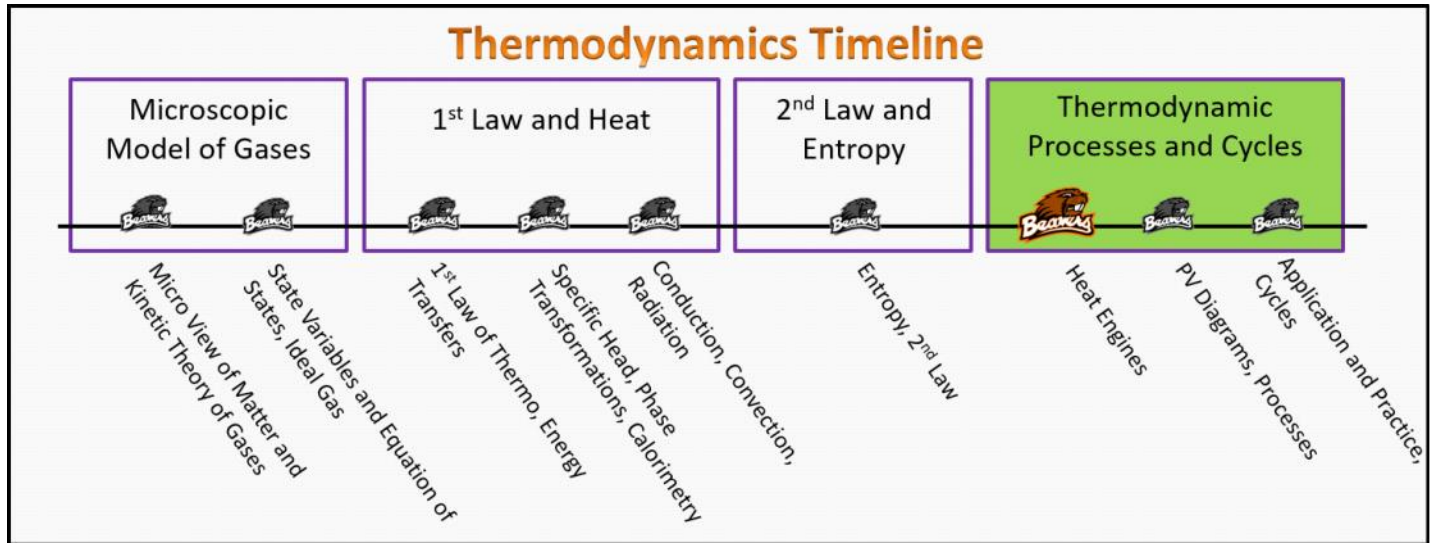 Thermodynamics Timeline
Microscopic
Model of Gases
1st Law and Heat
2nd Law and
Entropy
Thermodynamic
Processes and Cycles
Beavers
Beavers
Beavers
Beavers
Beavers
Beavers
Beavers
Beavers
Beavers
Micro View of Matter and
Kinetic Theory of Gases
State Variables and Equation of
States, Ideal Gas
1st Law of Thermo, Energy
Transfers
Specific Head, Phase
Transformations, Calorimetry
Conduction, Convection,
Radiation
Entropy, 2nd Law
Heat Engines
PV Diagrams, Processes
Application and Practice,
Cycles